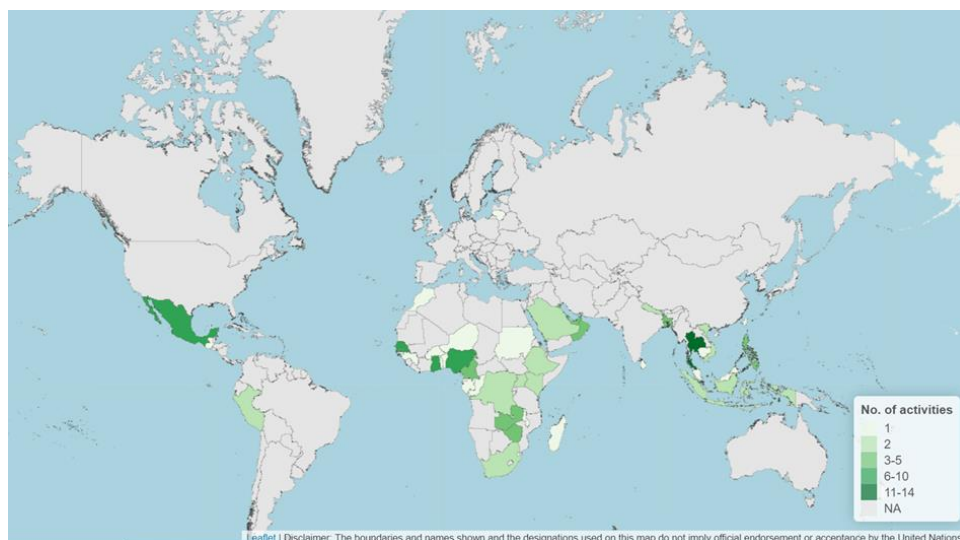 No. of activities
1
2
3-5
6-10
11-14
NA
Leaflet | Disclaimer: The boundaries and names shown and the designations used on this map do not imply official endorsement or acceptance by the United Nations